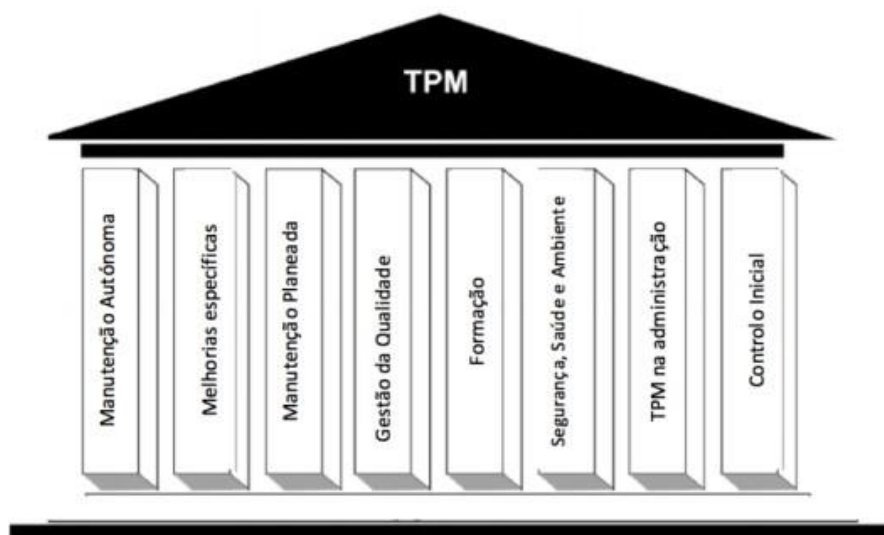 TPM
Manutenção Autónoma
Melhorias específicas
Manutenção Planeada
Gestão da Qualidade
Formação
Segurança, Saúde e Ambiente
TPM na administração
Controlo Inicial